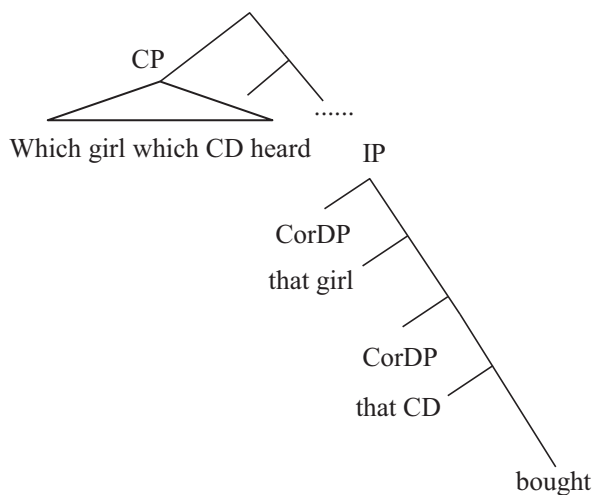 CP
......
Which girl which CD heard
IP
CorDP
that girl
CorDP
that CD
bought